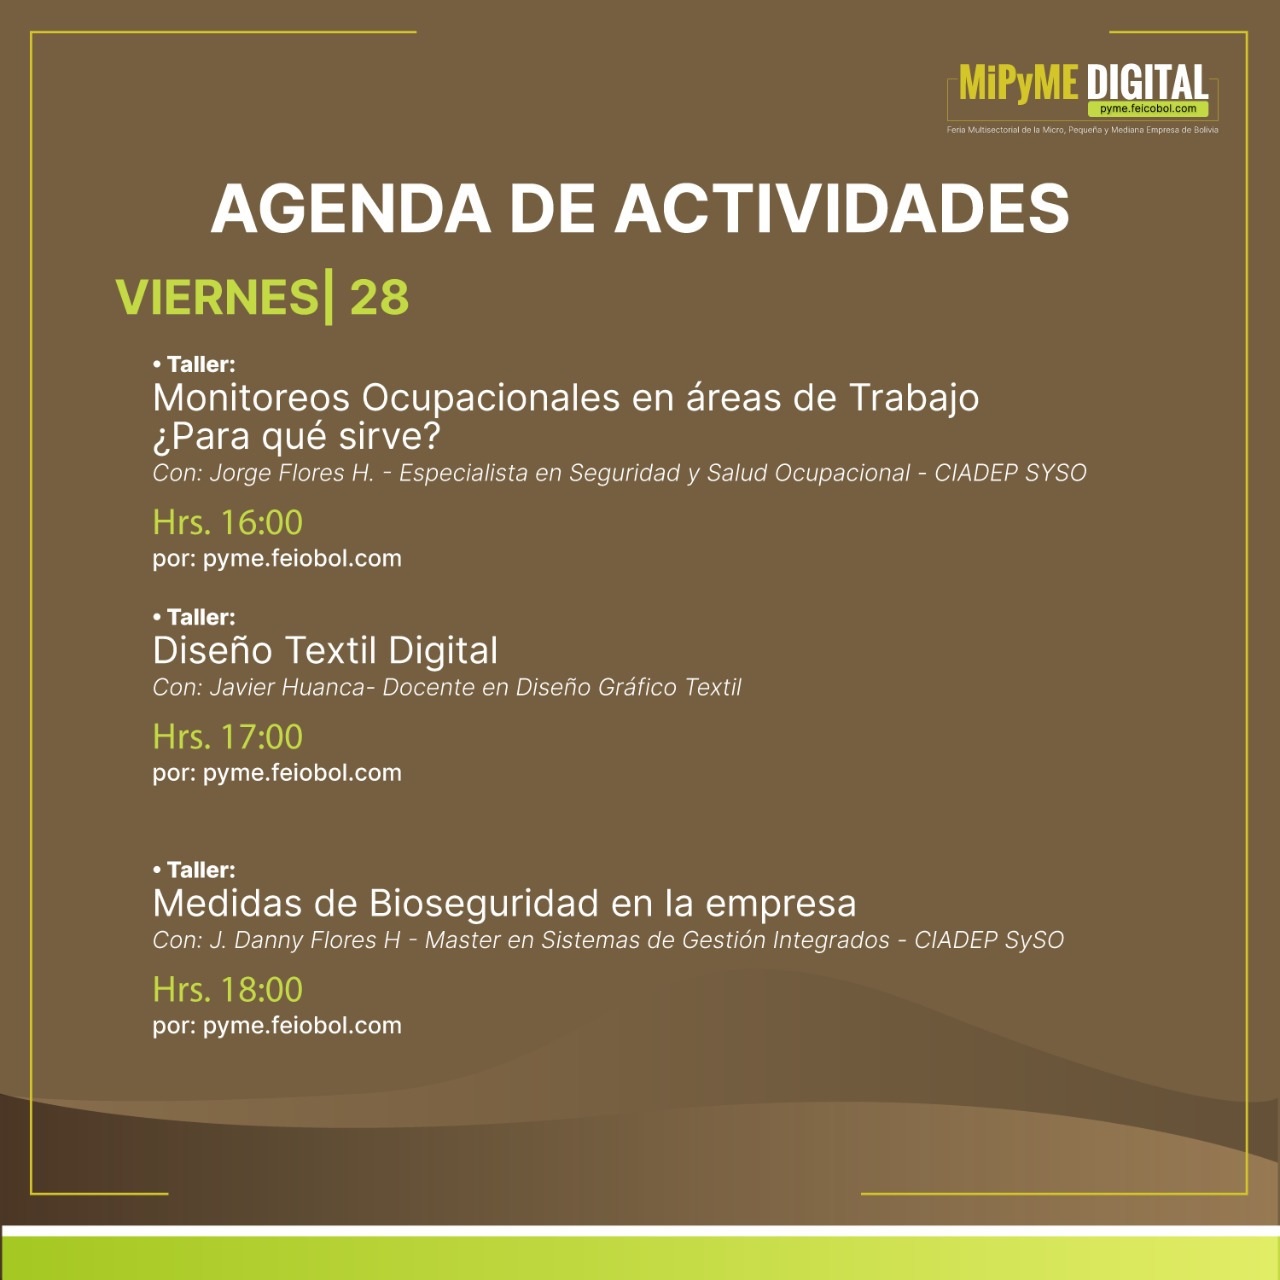 MiPyME DIGITAL
pyme.feicobol.com
Feria Multisectorial de la Micro, Pequeña y Mediana Empresa de Bolivia
AGENDA DE ACTIVIDADES
VIERNES| 28
• Taller:
Monitoreos Ocupacionales en áreas de Trabajo
¿Para qué sirve?
Con: Jorge Flores H. - Especialista en Seguridad y Salud Ocupacional - CIADEP SYSO
Hrs. 16:00
por: pyme.feiobol.com
• Taller:
Diseño Textil Digital
Con: Javier Huanca- Docente en Diseño Gráfico Textil
Hrs. 17:00
por: pyme.feiobol.com
• Taller:
Medidas de Bioseguridad en la empresa
Con: J. Danny Flores H - Master en Sistemas de Gestión Integrados - CIADEP SySO
Hrs. 18:00
por: pyme.feiobol.com